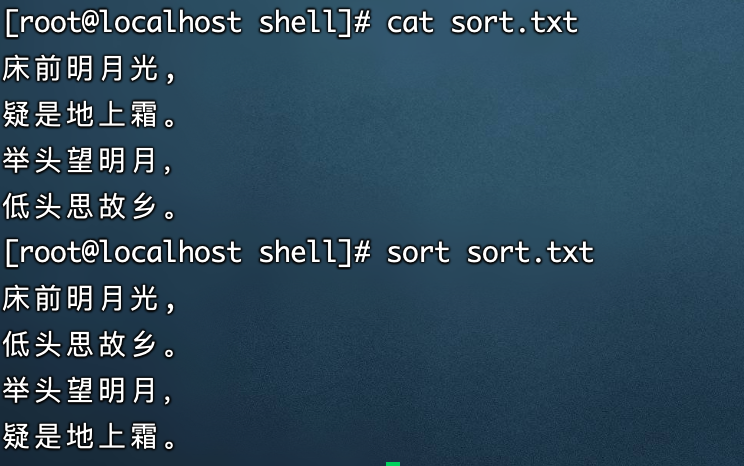 [root@localhost shell]# cat sort.txt
床前明月光，
疑是地上霜。
举头望明月，
低头思故乡。
[root@localhost shell]# sort sort.txt
床前明月光，
低头思故乡。
举头望明月，
疑是地上霜。